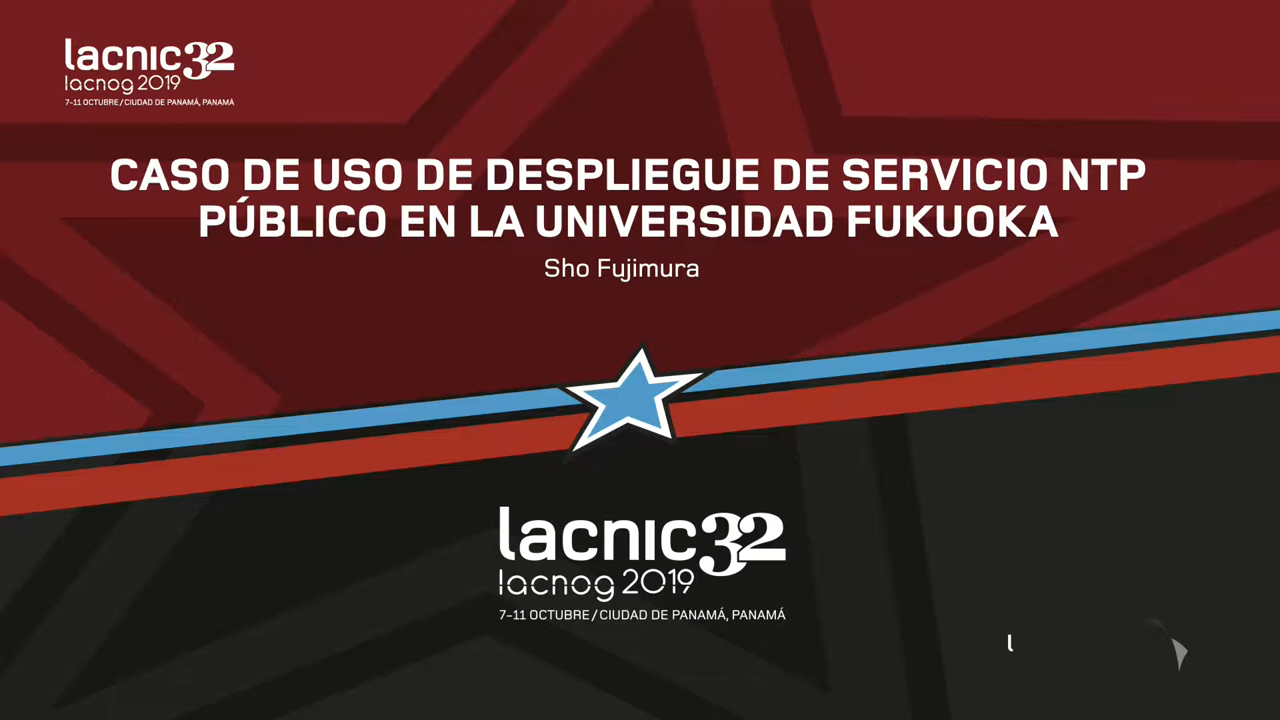 lacnic32
lacnog 2019
7-11 OCTUBRE / CIUDAD DE PANAMÁ, PANAMÁ
CASO DE USO DE DESPLIEGUE DE SERVICIO NTP
PÚBLICO EN LA UNIVERSIDAD FUKUOKA
Sho Fujimura
lacnic32
lacnog 2019
7-11 OCTUBRE / CIUDAD DE PANAMÁ, PANAMÁ
l